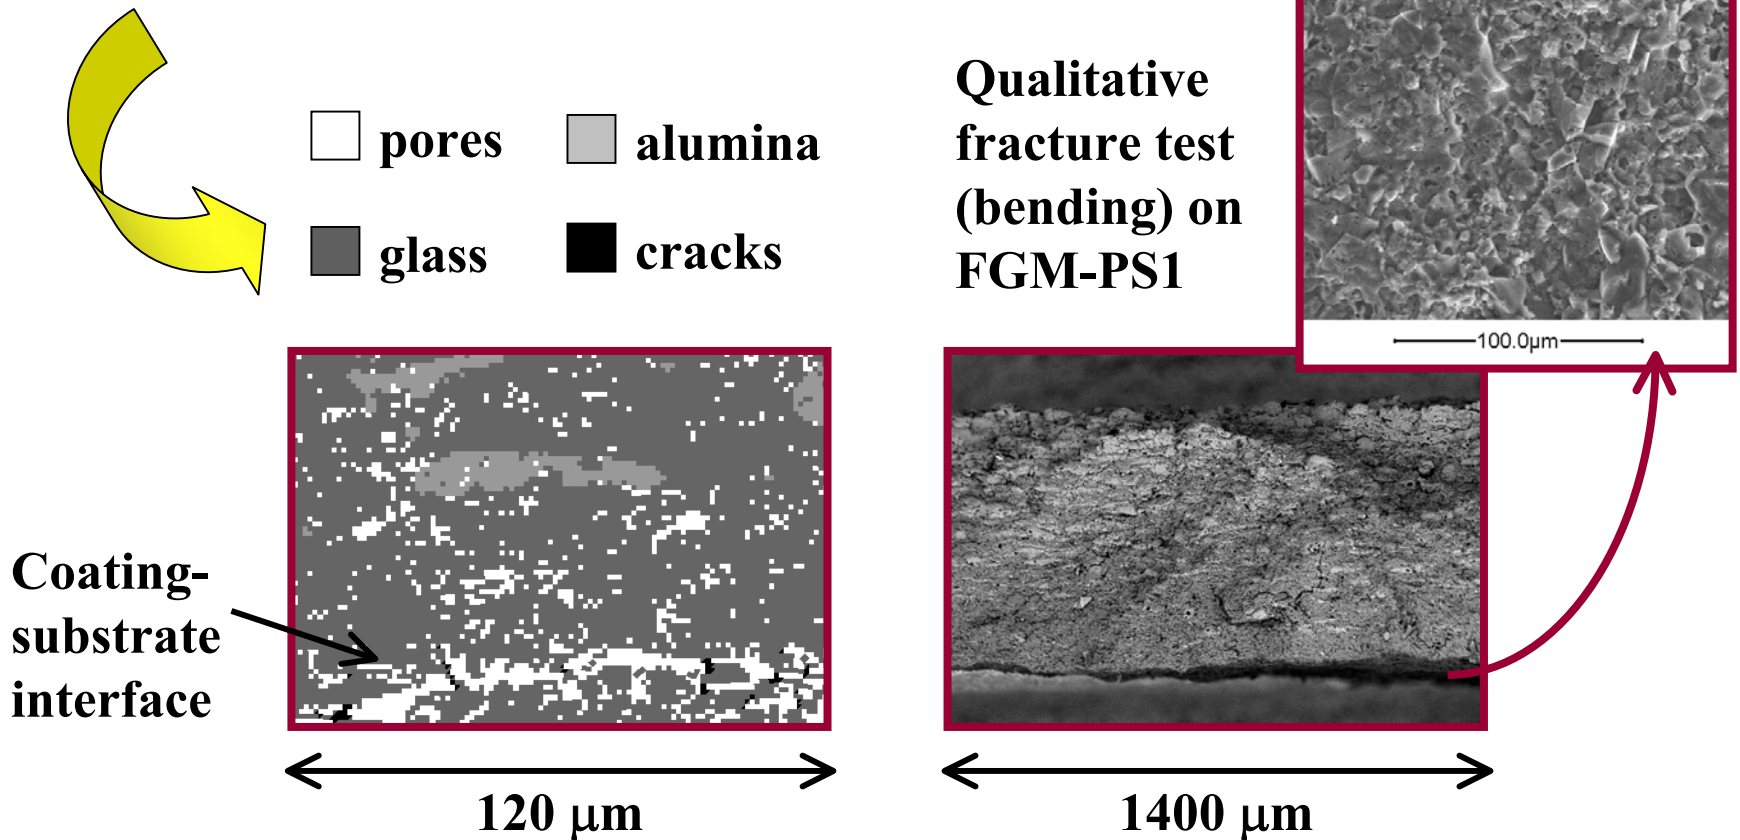 pores
alumina
glass
cracks
Qualitative
fracture test
(bending) on
FGM-PS1
100.0µm
Coating-
substrate
interface
120 µm
1400 µm